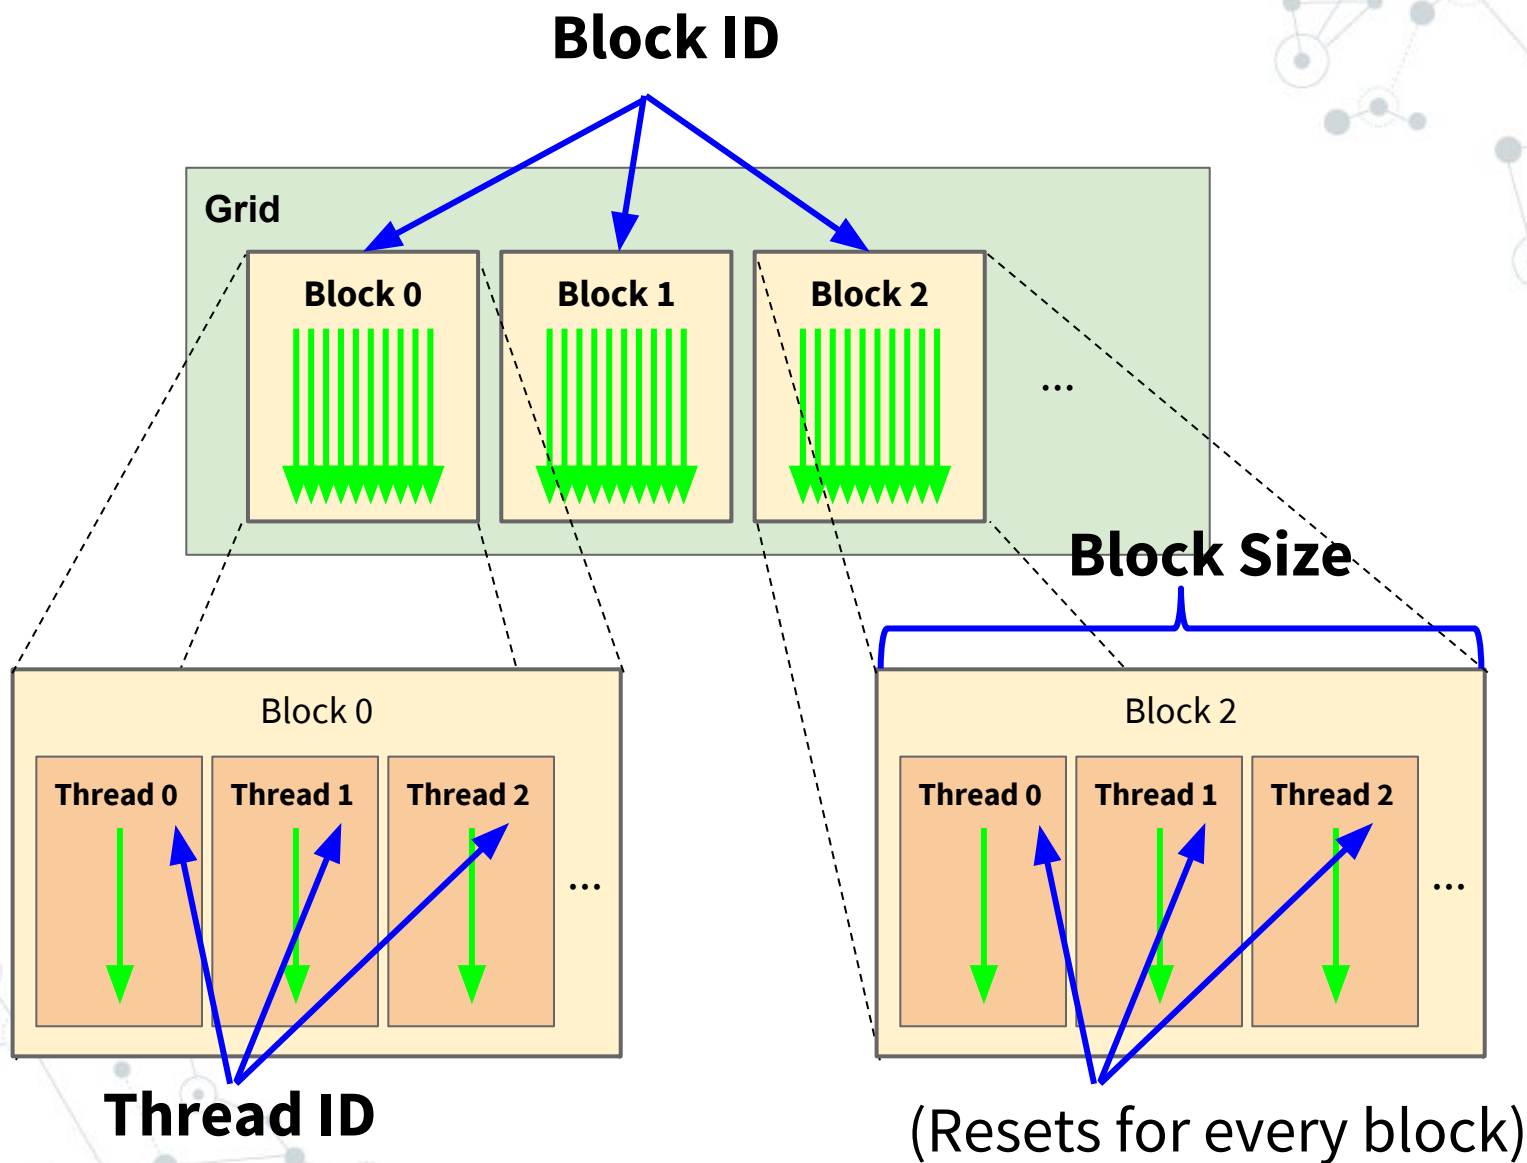 Block ID
Grid
Block 0
Block 1
Block 2
...
Block Size
Block 0
Thread 0
Thread 1
Thread 2
...
Block 2
Thread 0
Thread 1
Thread 2
...
Thread ID
(Resets for every block)